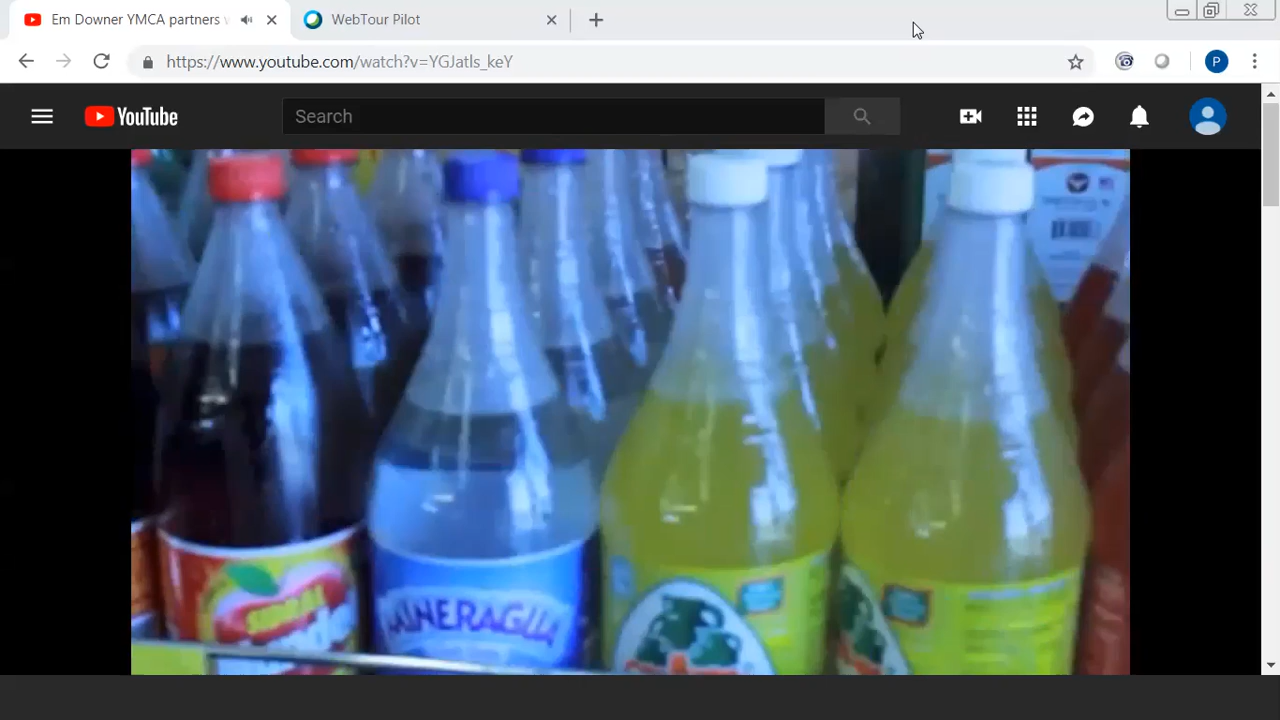 Em Downer YMCA partners
WebTour Pilot
https://www.youtube.com/watch?v=YGJatls_keY
P
YouTube
Search
MINERAGUA